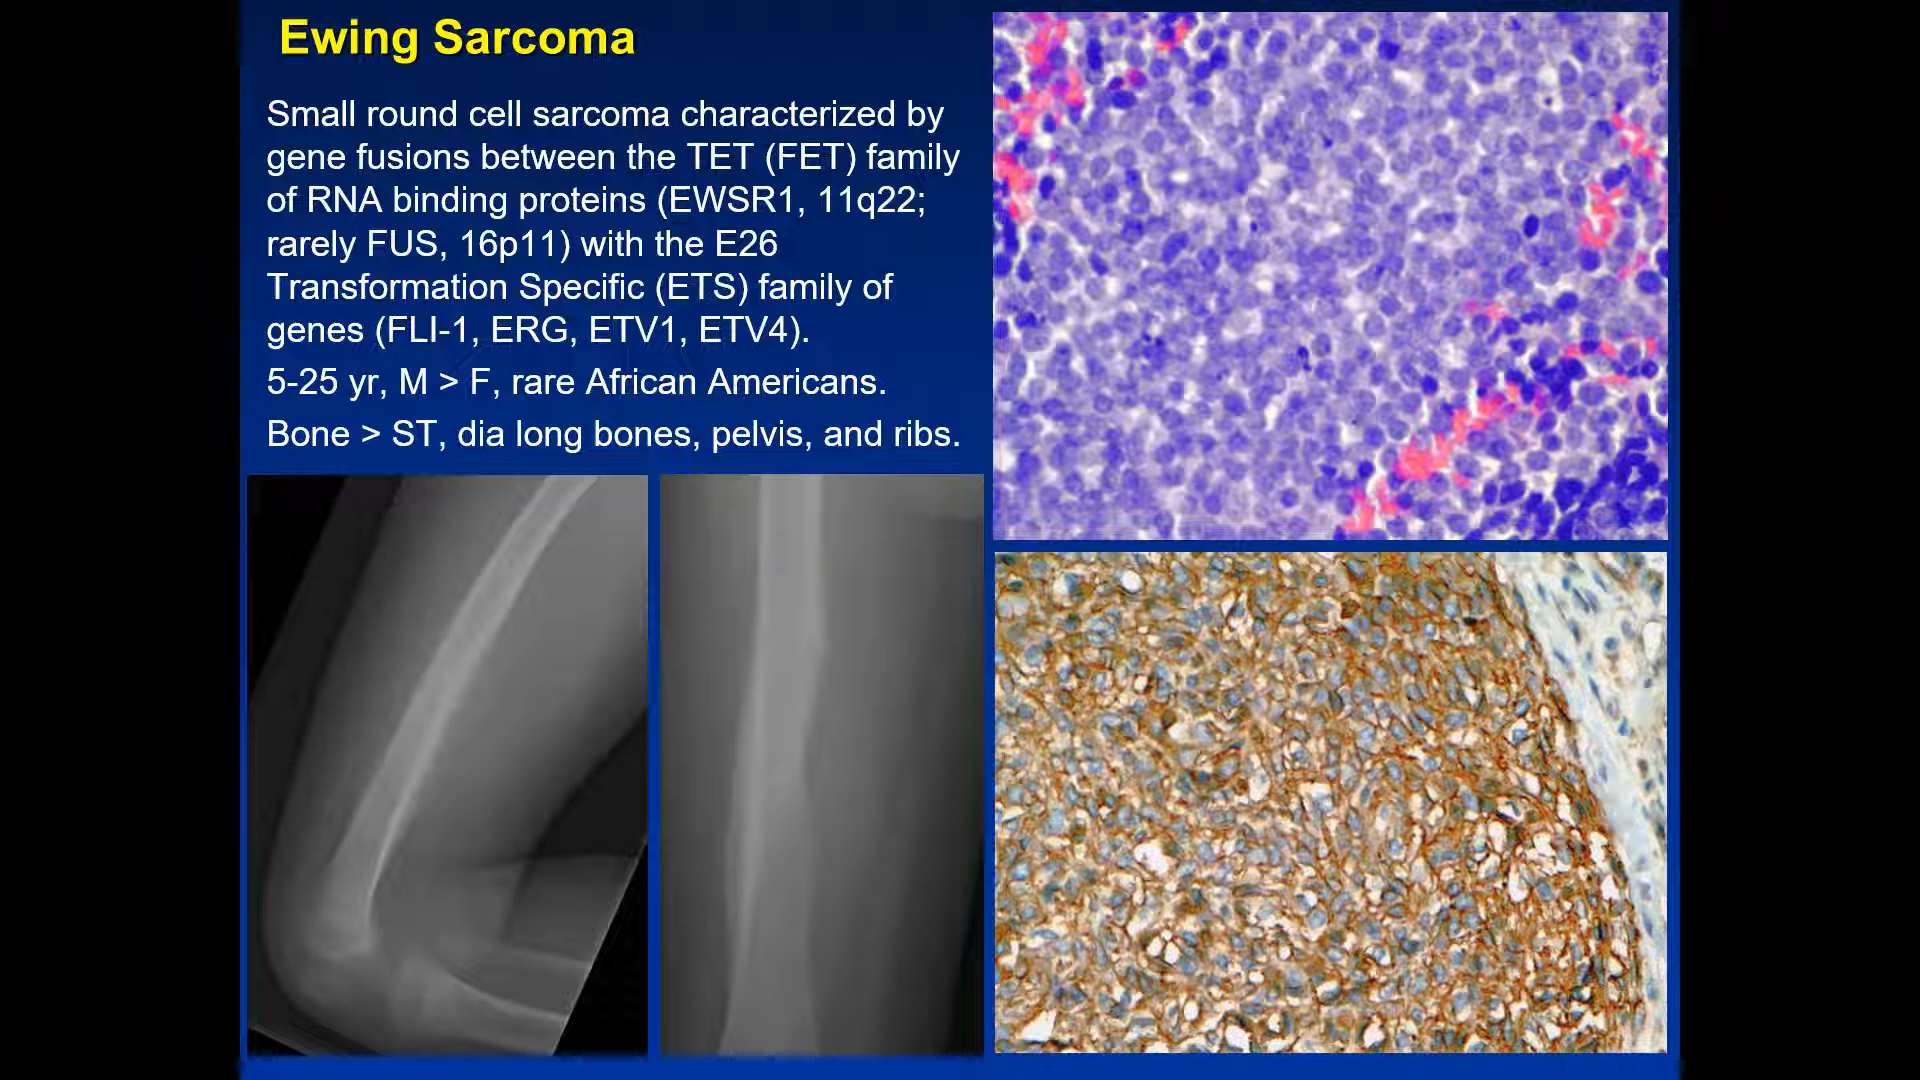 Ewing Sarcoma
Small round cell sarcoma characterized by
gene fusions between the TET (FET) family
of RNA binding proteins (EWSR1, 11q22;
rarely FUS, 16p11) with the E26
Transformation Specific (ETS) family of
genes (FLI-1, ERG, ETV1, ETV4).
5-25 yr, M > F, rare African Americans.
Bone > ST, dia long bones, pelvis, and ribs.